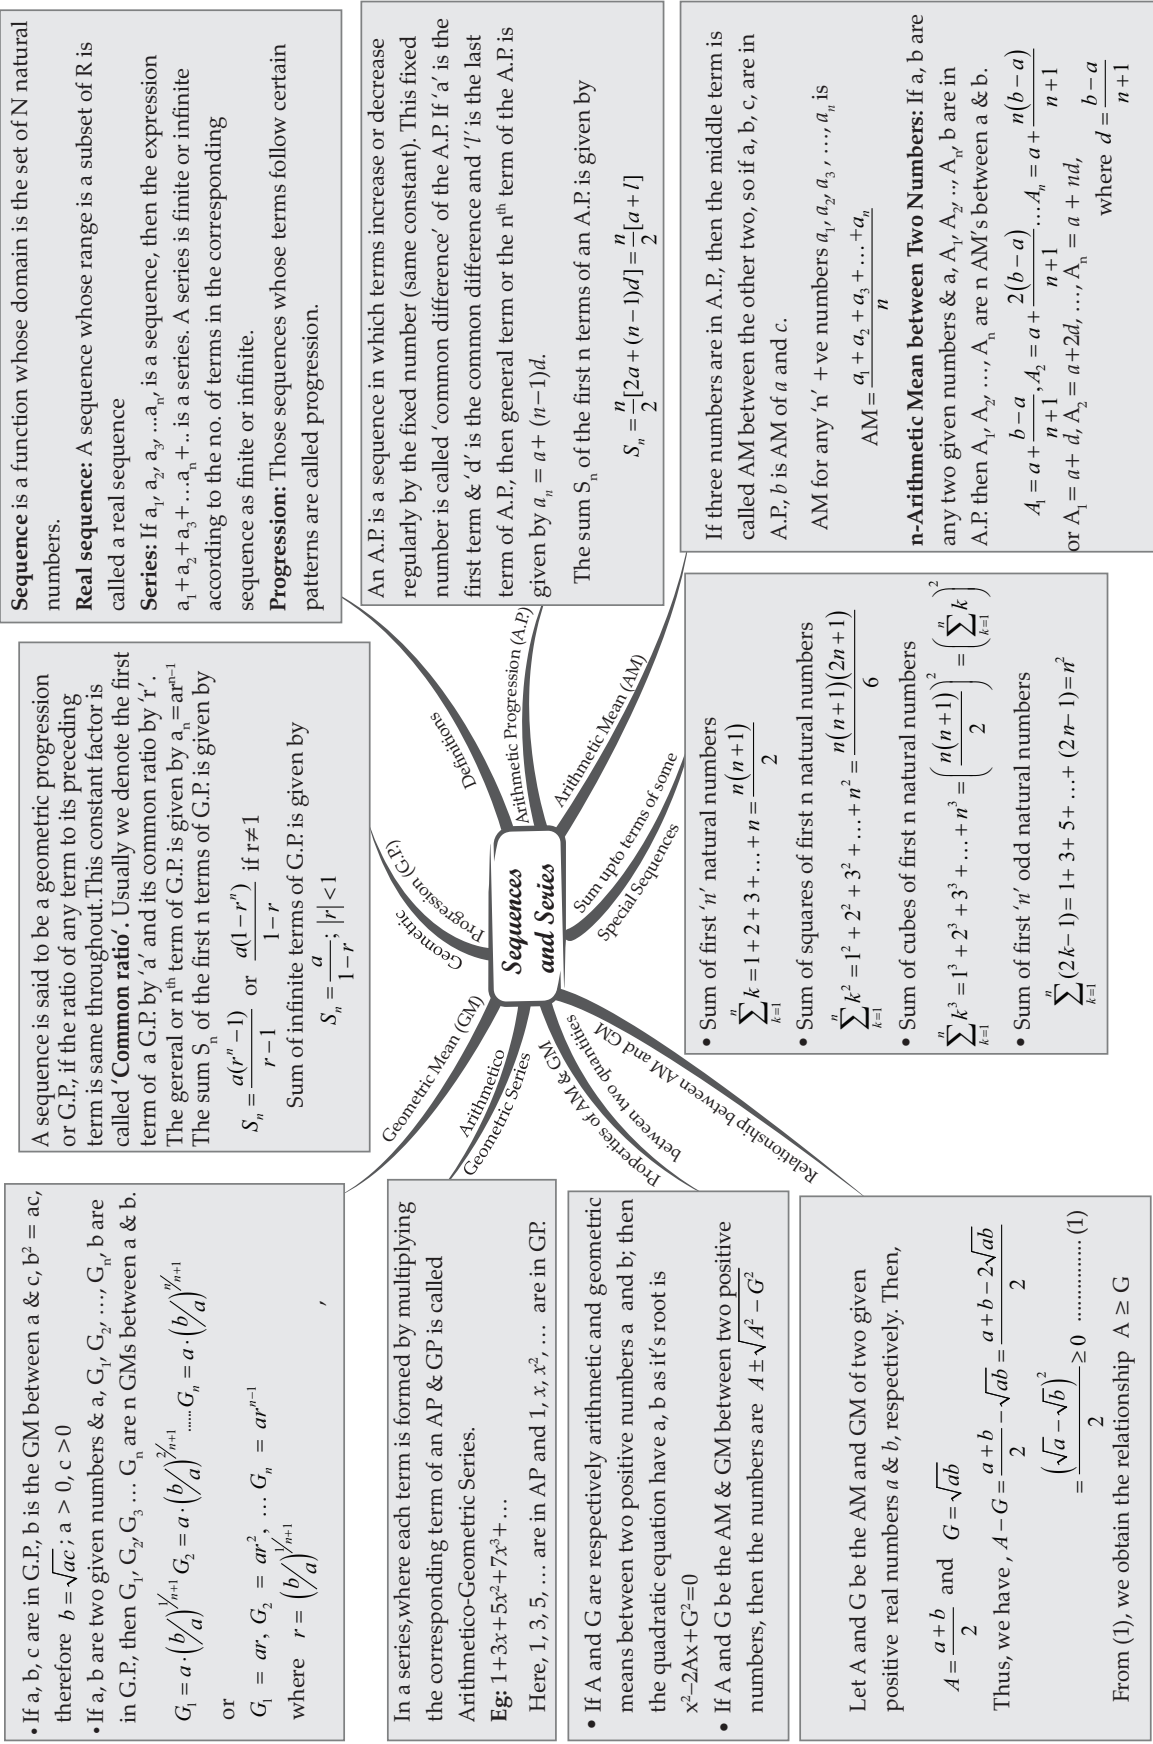 Sequences
and Series
Definitions
Sequence is a function whose domain is the set of N natural
numbers.
Real sequence: A sequence whose range is a subset of R is
called a real sequence
Series: If a₁, a₂, a₃, ...aₙ, is a sequence, then the expression
a₁+a₂+a₃+...aₙ+.. is a series. A series is finite or infinite
according to the no. of terms in the corresponding
sequence as finite or infinite.
Progression: Those sequences whose terms follow certain
patterns are called progression.
Arithmetic Progression (A.P.)
An A.P. is a sequence in which terms increase or decrease
regularly by the fixed number (same constant). This fixed
number is called ‘common difference’ of the A.P. If ‘a’ is the
first term & ‘d’ is the common difference and ‘l’ is the last
term of A.P., then general term or the nᵗʰ term of the A.P. is
given by aₙ = a + (n−1)d.
The sum Sₙ of the first n terms of an A.P. is given by
Sₙ = n/2[2a + (n−1)d] = n/2[a + l]
Arithmetic Mean (AM)
If three numbers are in A.P., then the middle term is
called AM between the other two, so if a, b, c, are in
A.P., b is AM of a and c.
AM for any ‘n’ +ve numbers a₁, a₂, a₃, ..., aₙ is
AM = (a₁ + a₂ + a₃ + ... + aₙ)/n
n-Arithmetic Mean between Two Numbers: If a, b are
any two given numbers & a, A₁, A₂, .., Aₙ, b are in
A.P. then A₁, A₂, ..., Aₙ are n AM's between a & b.
A₁ = a + (b−a)/(n+1), A₂ = a + 2(b−a)/(n+1) ...Aₙ = a + n(b−a)/(n+1)
or A₁= a+ d, A₂ = a+2d, ..., Aₙ = a + nd,
where d = (b−a)/(n+1)
Sum upto terms of some
Special Sequences
• Sum of first ‘n’ natural numbers
∑ₖ₌₁ⁿ k = 1 + 2 + 3 + ... + n = n(n+1)/2
• Sum of squares of first n natural numbers
∑ₖ₌₁ⁿ k² = 1² + 2² + 3² + ... + n² = n(n+1)(2n+1)/6
• Sum of cubes of first n natural numbers
∑ₖ₌₁ⁿ k³ = 1³ + 2³ + 3³ + ... + n³ = (n(n+1)/2)² = (∑ₖ₌₁ⁿ k)²
• Sum of first ‘n’ odd natural numbers
∑ₖ₌₁ⁿ (2k−1) = 1 + 3 + 5 + ... + (2n−1) = n²
Geometric
Progression (G.P.)
A sequence is said to be a geometric progression
or G.P., if the ratio of any term to its preceding
term is same throughout.This constant factor is
called ‘Common ratio’. Usually we denote the first
term of a G.P. by ‘a’ and its common ratio by ‘r’.
The gereral or nᵗʰ term of G.P. is given by aₙ=arⁿ⁻¹
The sum Sₙ of the first n terms of G.P. is given by
Sₙ = a(rⁿ −1)/(r−1) or a(1−rⁿ)/(1−r) if r≠1
Sum of infinite terms of G.P. is given by
Sₙ = a/(1−r); |r| < 1
Geometric Mean (GM)
• If a, b, c are in G.P., b is the GM between a & c, b² = ac,
therefore b = √ac; a > 0, c > 0
• If a, b are two given numbers & a, G₁, G₂, ..., Gₙ, b are
in G.P., then G₁, G₂, G₃ ... Gₙ are n GMs between a & b.
G₁ = a·(b/a)^(1/n+1) G₂ = a·(b/a)^(2/n+1) ......Gₙ = a·(b/a)^(n/n+1)
,
or
G₁ = ar, G₂ = ar², ... Gₙ = arⁿ⁻¹
where r = (b/a)^(1/n+1)
Arithmetico
Geometric Series
In a series,where each term is formed by multiplying
the corresponding term of an AP & GP is called
Arithmetico-Geometric Series.
Eg: 1+3x+5x²+7x³+...
Here, 1, 3, 5, ... are in AP and 1, x, x², ... are in GP.
Properties of AM & GM
between two quantities
• If A and G are respectively arithmetic and geometric
means between two positive numbers a and b; then
the quadratic equation have a, b as it's root is
x²−2Ax+G²=0
• If A and G be the AM & GM between two positive
numbers, then the numbers are A ± √(A² − G²)
Relationship between AM and GM
Let A and G be the AM and GM of two given
positive real numbers a & b, respectively. Then,
A = (a+b)/2 and G = √ab
Thus, we have , A−G = (a+b)/2 − √ab = (a+b−2√ab)/2
= (√a −√b)²/2 ≥ 0 .................. (1)
From (1), we obtain the relationship A ≥ G